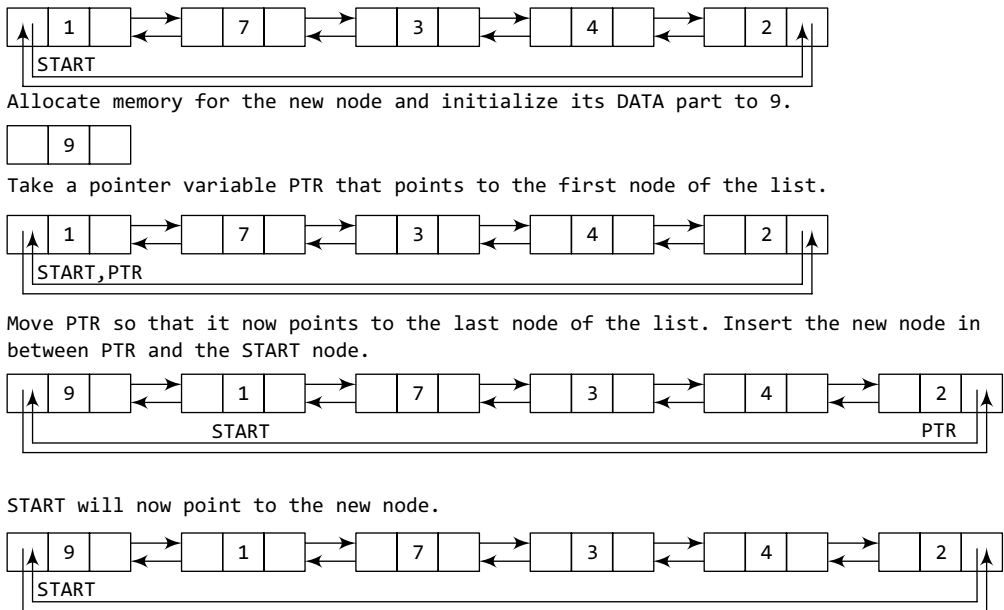 1 7 3 4 2
START
Allocate memory for the new node and initialize its DATA part to 9.
9
Take a pointer variable PTR that points to the first node of the list.
1 7 3 4 2
START,PTR
Move PTR so that it now points to the last node of the list. Insert the new node in
between PTR and the START node.
9 1 7 3 4 2
START PTR
START will now point to the new node.
9 1 7 3 4 2
START